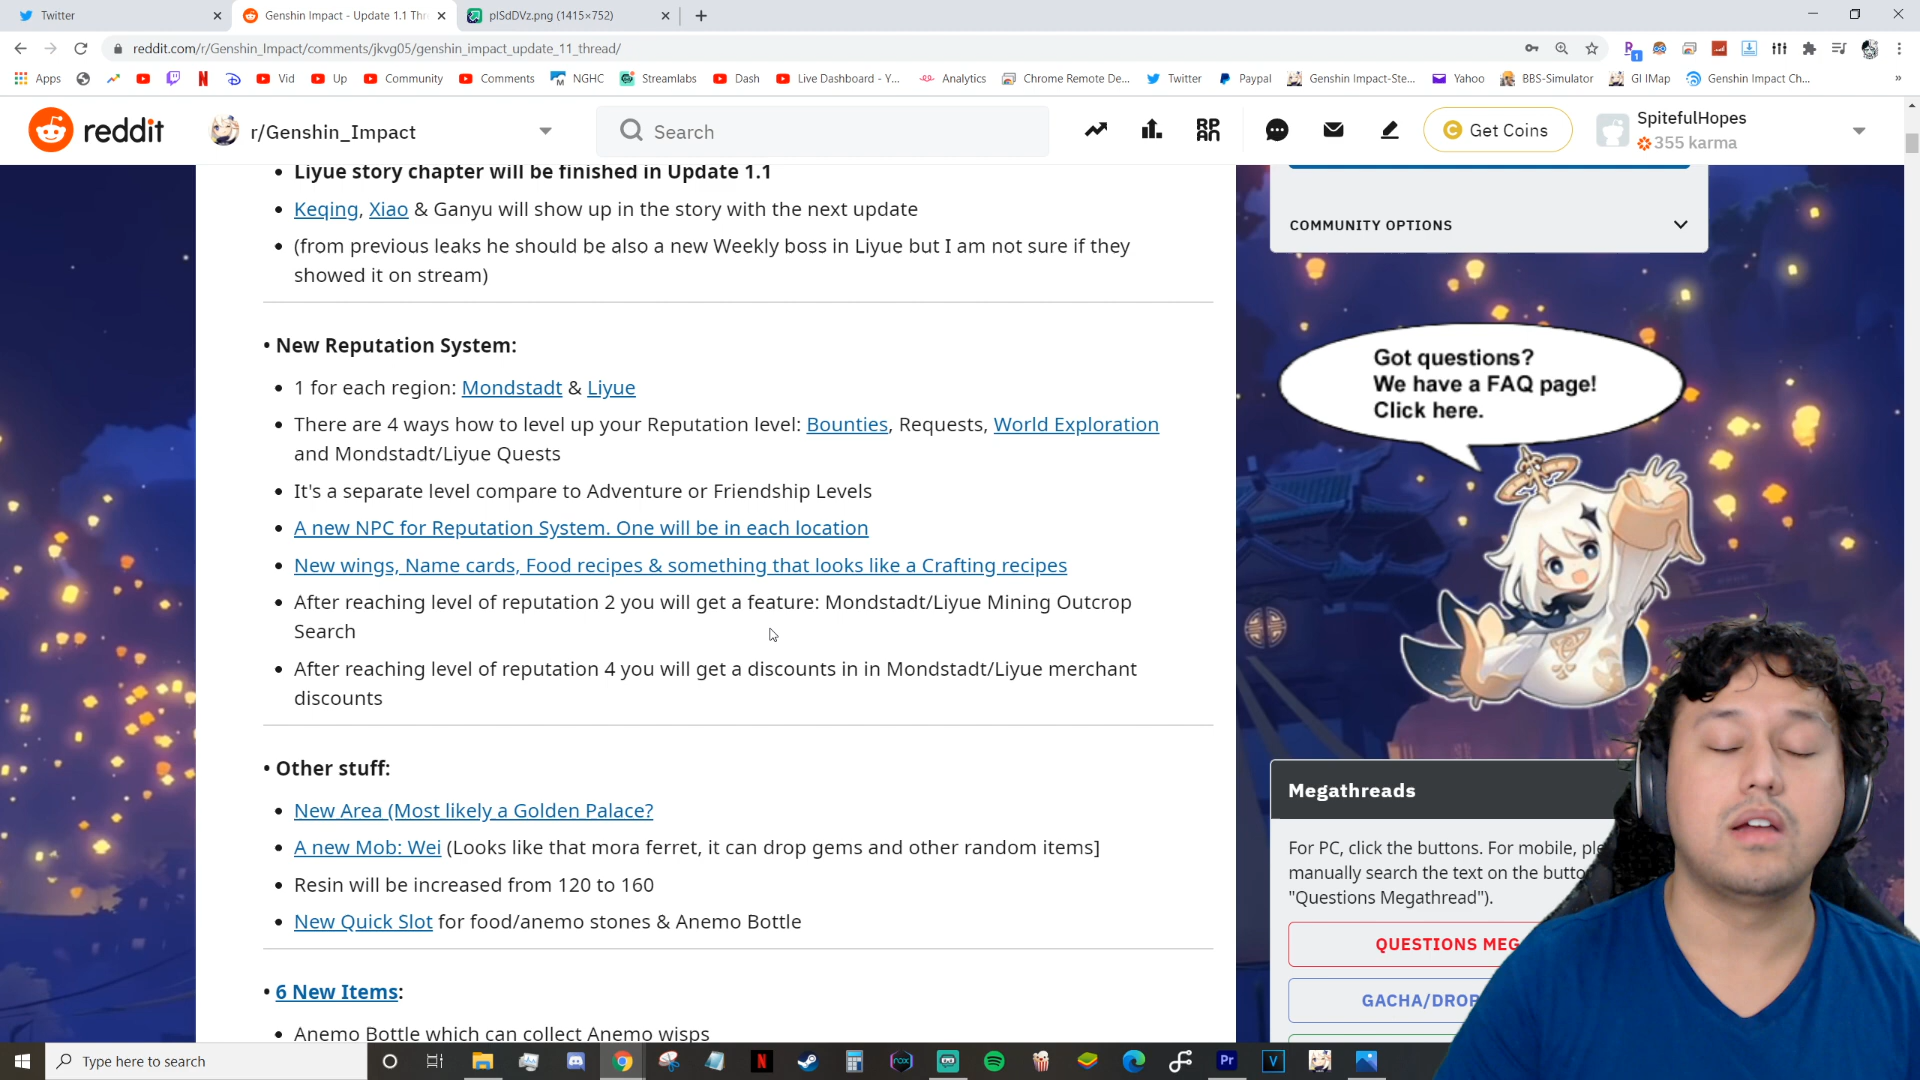 Twitter
Genshin Impact - Update 1.1 Thr
pISdDVz.png (1415×752)
reddit.com/r/Genshin_Impact/comments/jkvg05/genshin_impact_update_11_thread/
Apps
Vid
Up
Community
Comments
NGHC
Streamlabs
Dash
Live Dashboard - Y...
Analytics
Chrome Remote De...
Twitter
Paypal
Genshin Impact-Ste...
Yahoo
BBS-Simulator
GI IMap
Genshin Impact Ch...
reddit
r/Genshin_Impact
Search
Get Coins
SpitefulHopes
355 karma
• Liyue story chapter will be finished in Update 1.1
• Keqing, Xiao & Ganyu will show up in the story with the next update
• (from previous leaks he should be also a new Weekly boss in Liyue but I am not sure if they
showed it on stream)
• New Reputation System:
• 1 for each region: Mondstadt & Liyue
• There are 4 ways how to level up your Reputation level: Bounties, Requests, World Exploration
and Mondstadt/Liyue Quests
• It's a separate level compare to Adventure or Friendship Levels
• A new NPC for Reputation System. One will be in each location
• New wings, Name cards, Food recipes & something that looks like a Crafting recipes
• After reaching level of reputation 2 you will get a feature: Mondstadt/Liyue Mining Outcrop
Search
• After reaching level of reputation 4 you will get a discounts in in Mondstadt/Liyue merchant
discounts
• Other stuff:
• New Area (Most likely a Golden Palace?
• A new Mob: Wei (Looks like that mora ferret, it can drop gems and other random items]
• Resin will be increased from 120 to 160
• New Quick Slot for food/anemo stones & Anemo Bottle
• 6 New Items:
• Anemo Bottle which can collect Anemo wisps
COMMUNITY OPTIONS
Got questions?
We have a FAQ page!
Click here.
Megathreads
For PC, click the buttons. For mobile, ple
manually search the text on the butto
"Questions Megathread").
QUESTIONS MEG
GACHA/DROP
Type here to search